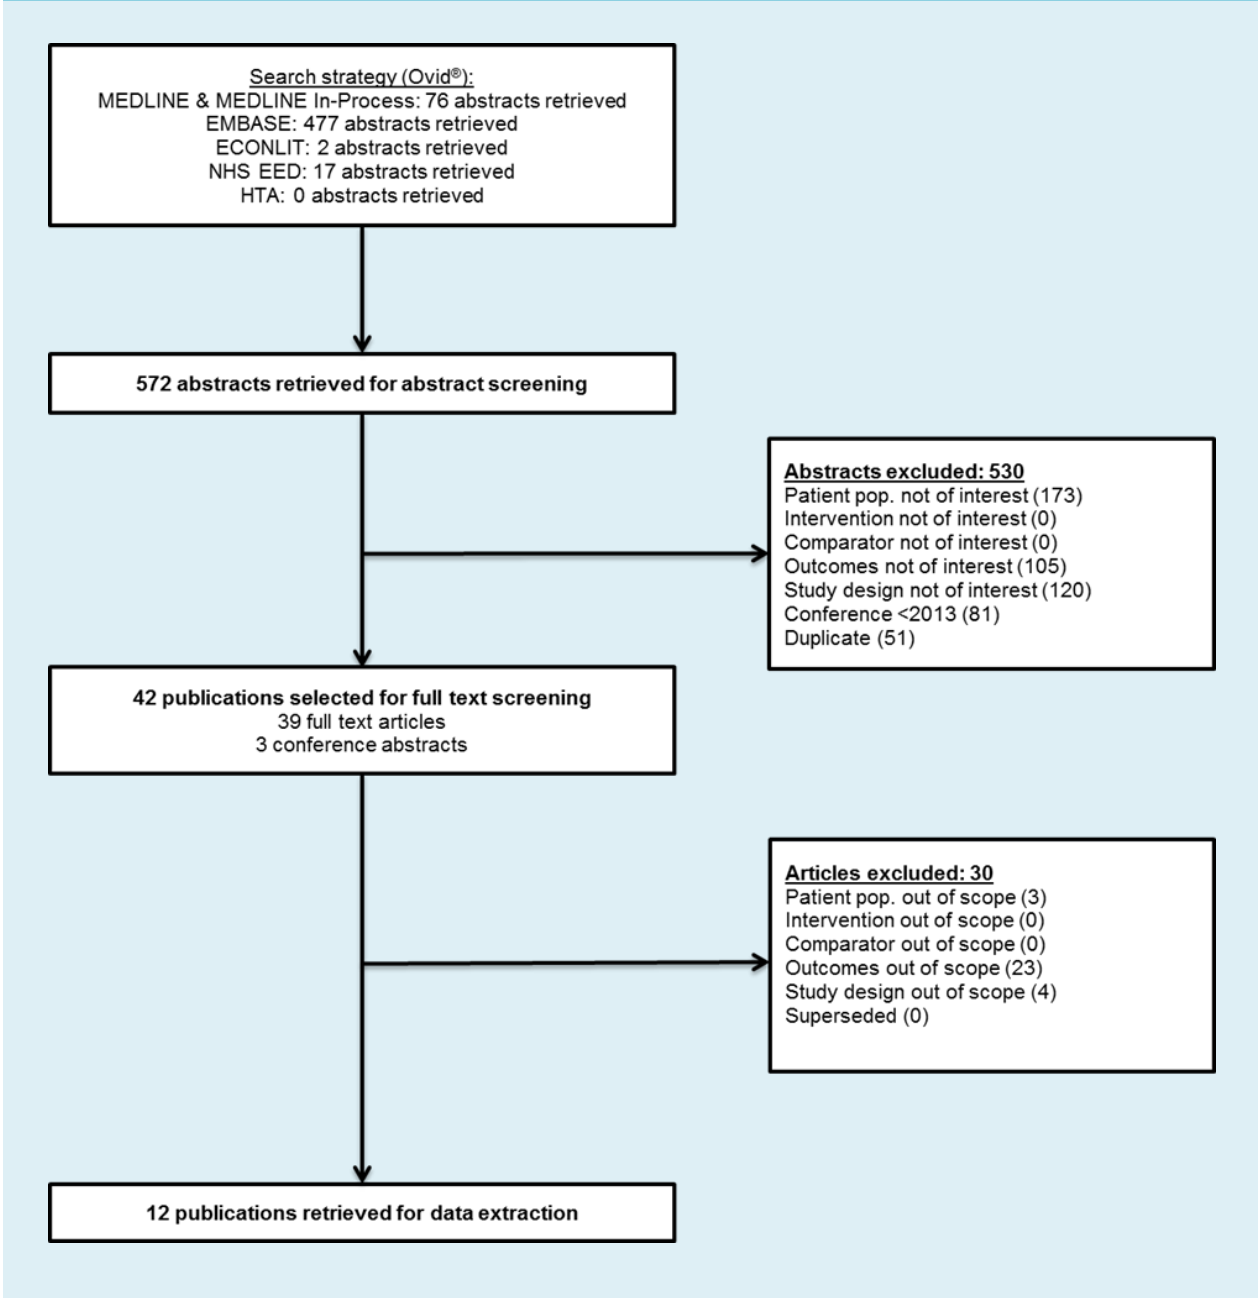 Search strategy (Ovid®):
MEDLINE & MEDLINE In-Process: 76 abstracts retrieved
EMBASE: 477 abstracts retrieved
ECONLIT: 2 abstracts retrieved
NHS EED: 17 abstracts retrieved
HTA: 0 abstracts retrieved
572 abstracts retrieved for abstract screening
Abstracts excluded: 530
Patient pop. not of interest (173)
Intervention not of interest (0)
Comparator not of interest (0)
Outcomes not of interest (105)
Study design not of interest (120)
Conference <2013 (81)
Duplicate (51)
42 publications selected for full text screening
39 full text articles
3 conference abstracts
Articles excluded: 30
Patient pop. out of scope (3)
Intervention out of scope (0)
Comparator out of scope (0)
Outcomes out of scope (23)
Study design out of scope (4)
Superseded (0)
12 publications retrieved for data extraction